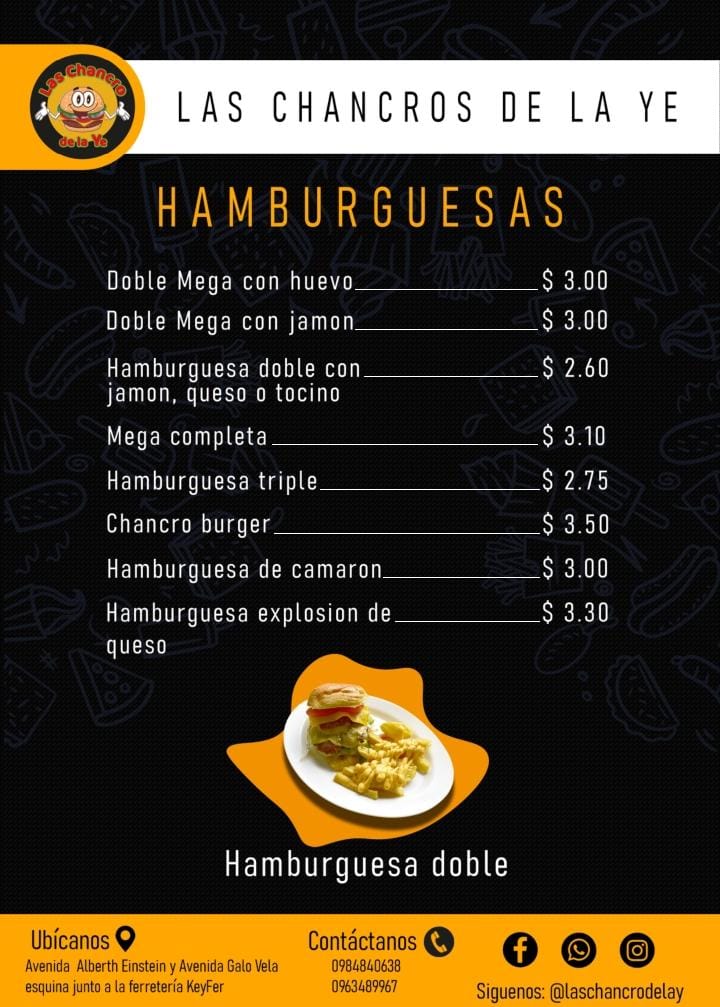 Las Chancro
de la Ye
LAS CHANCROS DE LA YE
HAMBURGUESAS
Doble Mega con huevo $ 3.00
Doble Mega con jamon $ 3.00
Hamburguesa doble con $ 2.60
jamon, queso o tocino
Mega completa $ 3.10
Hamburguesa triple $ 2.75
Chancro burger $ 3.50
Hamburguesa de camaron $ 3.00
Hamburguesa explosion de $ 3.30
queso
Hamburguesa doble
Ubícanos
Avenida Alberth Einstein y Avenida Galo Vela
esquina junto a la ferretería KeyFer
Contáctanos
0984840638
0963489967
Siguenos: @laschancrodelay